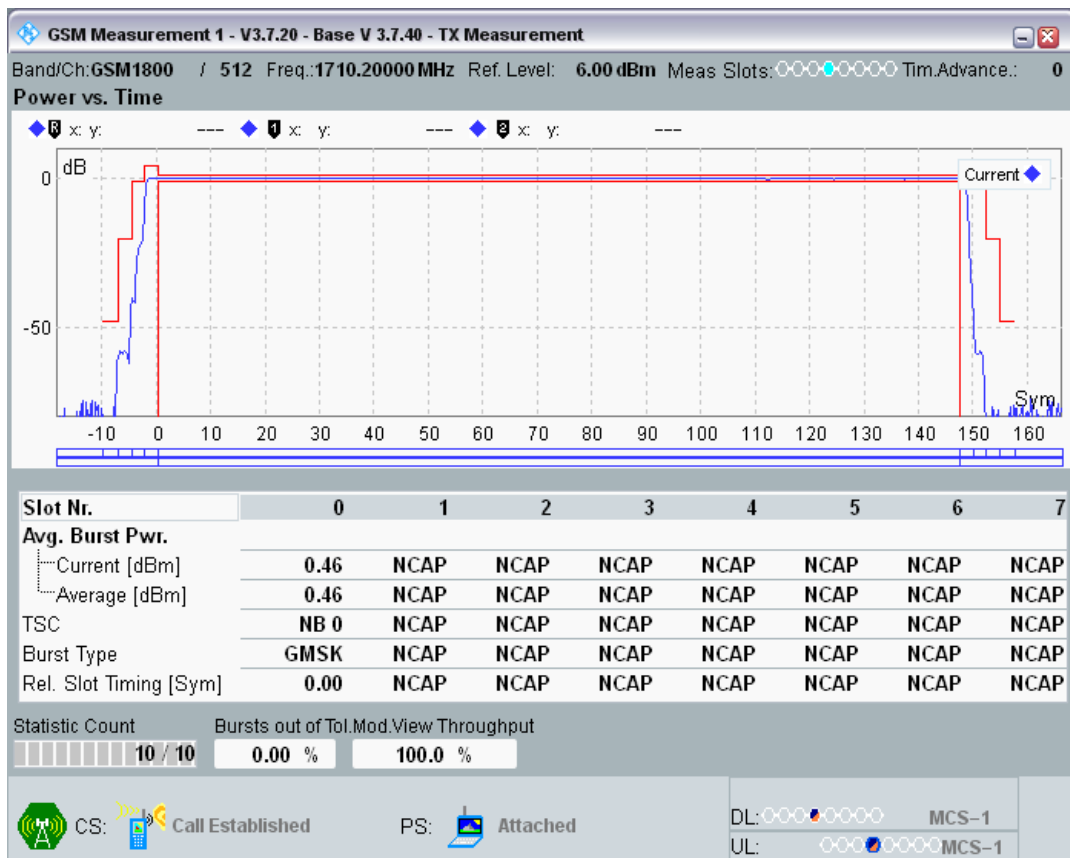 GSM Measurement 1 - V3.7.20 - Base V 3.7.40 - TX Measurement
Band/Ch:GSM1800 / 512 Freq.:1710.20000 MHz Ref. Level: 6.00 dBm Meas Slots: Tim.Advance.: 0
Power vs. Time
R x: y: --- 1 x: y: --- 2 x: y: ---
dB
0
Current
-50
Sym
-10 0 10 20 30 40 50 60 70 80 90 100 110 120 130 140 150 160
Slot Nr. 0 1 2 3 4 5 6 7
Avg. Burst Pwr.
Current [dBm] 0.46 NCAP NCAP NCAP NCAP NCAP NCAP NCAP
Average [dBm] 0.46 NCAP NCAP NCAP NCAP NCAP NCAP NCAP
TSC NB 0 NCAP NCAP NCAP NCAP NCAP NCAP NCAP
Burst Type GMSK NCAP NCAP NCAP NCAP NCAP NCAP NCAP
Rel. Slot Timing [Sym] 0.00 NCAP NCAP NCAP NCAP NCAP NCAP NCAP
Statistic Count Bursts out of Tol. Mod.View Throughput
10 / 10 0.00 % 100.0 %
CS: Call Established PS: Attached
DL: MCS-1
UL: MCS-1